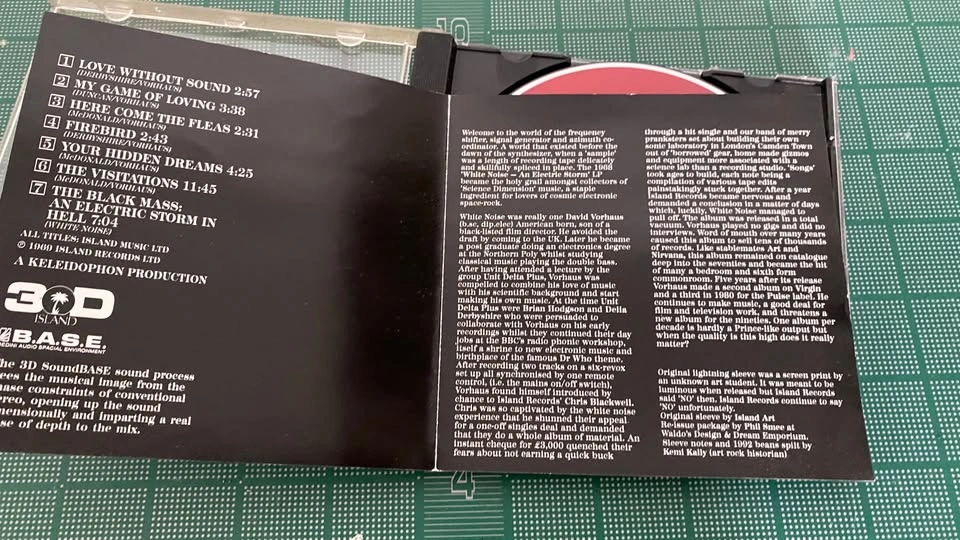 1 LOVE WITHOUT SOUND 2:57
(DERBYSHIRE/VORHAUS)
2 MY GAME OF LOVING 3:38
(DUNCAN/VORHAUS)
3 HERE COME THE FLEAS 2:31
(McDONALD/VORHAUS)
4 FIREBIRD 2:43
(DERBYSHIRE/VORHAUS)
5 YOUR HIDDEN DREAMS 4:25
(McDONALD/VORHAUS)
6 THE VISITATIONS 11:45
(McDONALD/VORHAUS)
7 THE BLACK MASS:
AN ELECTRIC STORM IN
HELL 7:04
(WHITE NOISE)
ALL TITLES: ISLAND MUSIC LTD
℗ 1969 ISLAND RECORDS LTD
A KELEIDOPHON PRODUCTION
3D
ISLAND
B.A.S.E.
BEDINI AUDIO SPACIAL ENVIRONMENT
The 3D SoundBASE sound process
the musical image from the
constraints of conventional
opening up the sound
and imparting a real
of depth to the mix.
Welcome to the world of the frequency
shifter, signal generator and azimuth co-
ordinator. A world that existed before the
dawn of the synthesizer, when a 'sample'
was a length of recording tape delicately
and skillfully spliced in place. The 1968
'White Noise – An Electric Storm' LP
became the holy grail amongst collectors of
'Science Dimension' music, a staple
ingredient for lovers of cosmic electronic
space-rock.
White Noise was really one David Vorhaus
(b.sc, dip.elec) American born, son of a
black-listed film director. He avoided the
draft by coming to the UK. Later he became
a post graduate doing an electronics degree
at the Northern Poly whilst studying
classical music playing the double bass.
After having attended a lecture by the
group Unit Delta Plus, Vorhaus was
compelled to combine his love of music
with his scientific background and start
making his own music. At the time Unit
Delta Plus were Brian Hodgson and Delia
Derbyshire who were persuaded to
collaborate with Vorhaus on his early
recordings whilst they continued their day
jobs at the BBC's radio phonic workshop,
itself a shrine to new electronic music and
birthplace of the famous Dr Who theme.
After recording two tracks on a six-revox
set up all synchronised by one remote
control, (i.e. the mains on/off switch),
Vorhaus found himself introduced by
chance to Island Records' Chris Blackwell.
Chris was so captivated by the white noise
experience that he shunned their appeal
for a one-off singles deal and demanded
that they do a whole album of material. An
instant cheque for £3,000 quenched their
fears about not earning a quick buck
through a hit single and our band of merry
pranksters set about building their own
sonic laboratory in London's Camden Town
out of 'borrowed' gear, home made gizmos
and equipment more associated with a
science lab than a recording studio. 'Songs'
took ages to build, each note being a
compilation of various tape edits
painstakingly stuck together. After a year
Island Records became nervous and
demanded a conclusion in a matter of days
which, luckily, White Noise managed to
pull off. The album was released in a total
vacuum. Vorhaus played no gigs and did no
interviews. Word of mouth over many years
caused this album to sell tens of thousands
of records. Like stablemates Art and
Nirvana, this album remained on catalogue
deep into the seventies and became the hit
of many a bedroom and sixth form
commonroom. Five years after its release
Vorhaus made a second album on Virgin
and a third in 1980 for the Pulse label. He
continues to make music, a good deal for
film and television work, and threatens a
new album for the nineties. One album per
decade is hardly a Prince-like output but
when the quality is this high does it really
matter?
Original lightning sleeve was a screen print by
an unknown art student. It was meant to be
luminous when released but Island Records
said 'NO' then. Island Records continue to say
'NO' unfortunately.
Original sleeve by Island Art
Re-issue package by Phil Smee at
Waldo's Design & Dream Emporium.
Sleeve notes and 1992 beans spilt by
Kemi Kally (art rock historian)